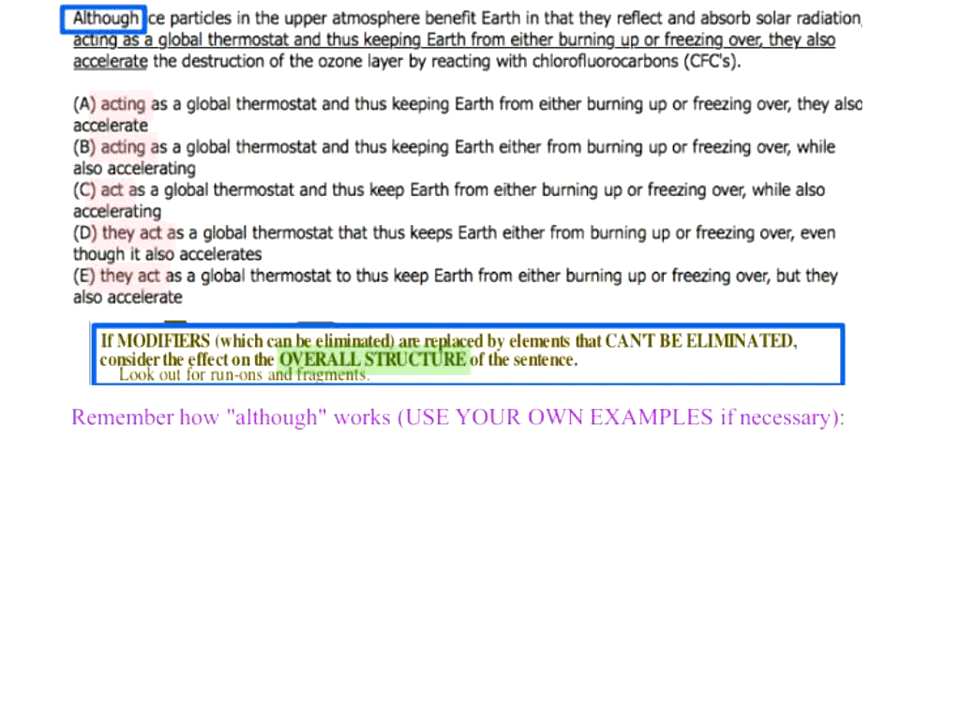 Although ce particles in the upper atmosphere benefit Earth in that they reflect and absorb solar radiation
acting as a global thermostat and thus keeping Earth from either burning up or freezing over, they also
accelerate the destruction of the ozone layer by reacting with chlorofluorocarbons (CFC's).
(A) acting as a global thermostat and thus keeping Earth from either burning up or freezing over, they also
accelerate
(B) acting as a global thermostat and thus keeping Earth either from burning up or freezing over, while
also accelerating
(C) act as a global thermostat and thus keep Earth from either burning up or freezing over, while also
accelerating
(D) they act as a global thermostat that thus keeps Earth either from burning up or freezing over, even
though it also accelerates
(E) they act as a global thermostat to thus keep Earth from either burning up or freezing over, but they
also accelerate
If MODIFIERS (which can be eliminated) are replaced by elements that CAN'T BE ELIMINATED,
consider the effect on the OVERALL STRUCTURE of the sentence.
Look out for run-ons and fragments.
Remember how "although" works (USE YOUR OWN EXAMPLES if necessary):